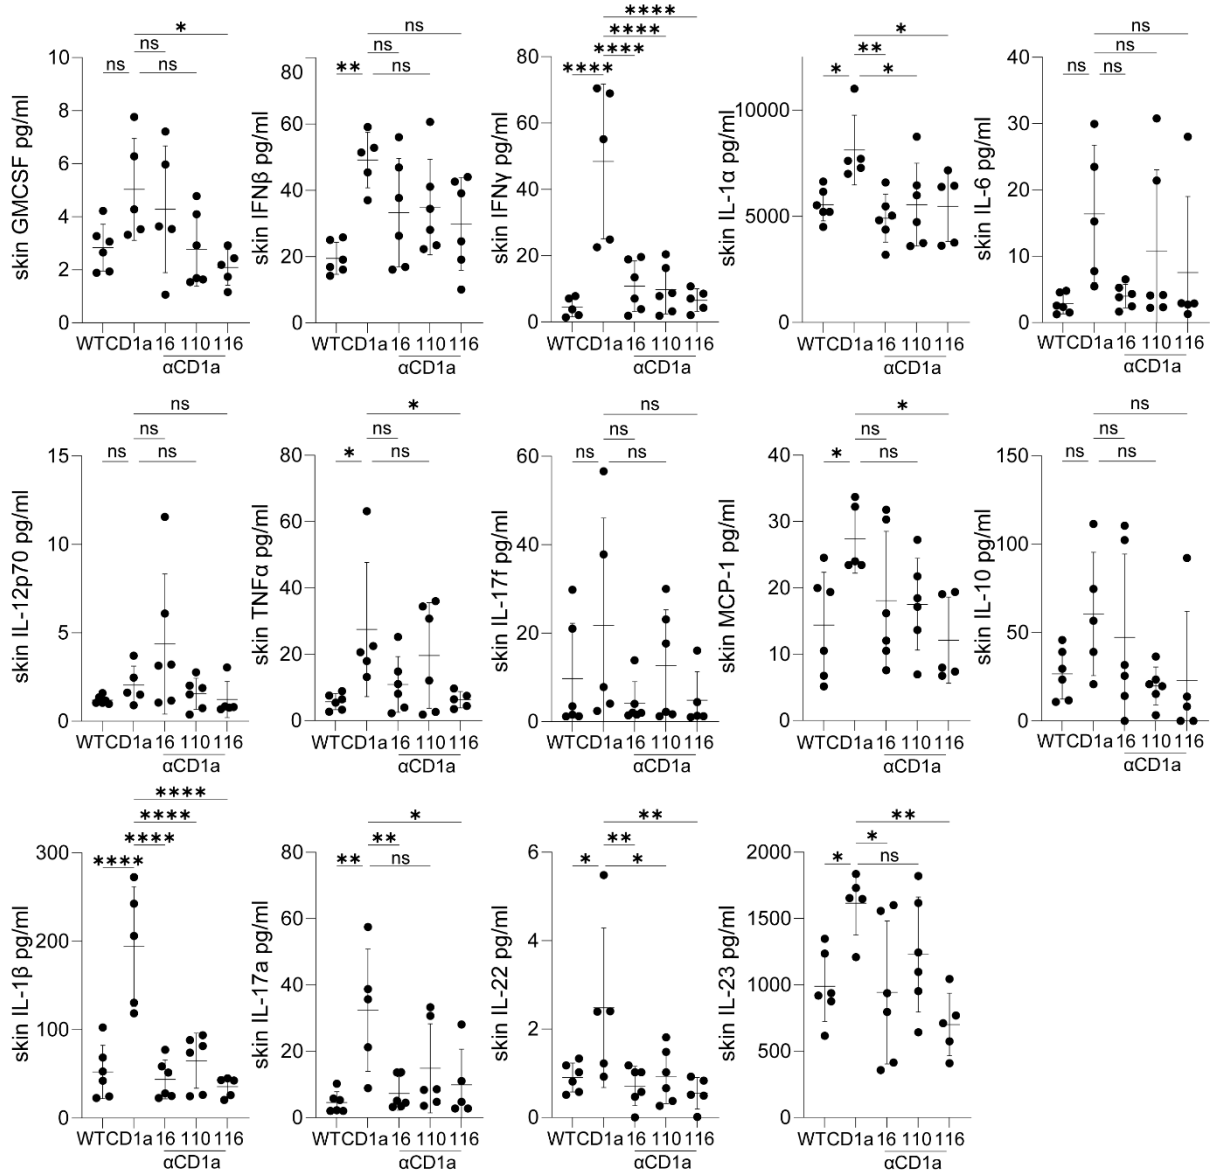 skin GMCSF pg/ml
ns
ns
ns
*
10
8
6
4
2
0
WT CD1a 16 110 116
αCD1a
skin IFNβ pg/ml
**
ns
ns
ns
80
60
40
20
0
WT CD1a 16 110 116
αCD1a
skin IFNγ pg/ml
****
****
****
****
80
60
40
20
0
WT CD1a 16 110 116
αCD1a
skin IL-1α pg/ml
*
**
*
*
10000
5000
0
WT CD1a 16 110 116
αCD1a
skin IL-6 pg/ml
ns
ns
ns
ns
40
30
20
10
0
WT CD1a 16 110 116
αCD1a
skin IL-12p70 pg/ml
ns
ns
ns
ns
15
10
5
0
WT CD1a 16 110 116
αCD1a
skin TNFα pg/ml
*
ns
ns
*
80
60
40
20
0
WT CD1a 16 110 116
αCD1a
skin IL-17f pg/ml
ns
ns
ns
ns
60
40
20
0
WT CD1a 16 110 116
αCD1a
skin MCP-1 pg/ml
*
ns
ns
*
40
30
20
10
0
WT CD1a 16 110 116
αCD1a
skin IL-10 pg/ml
ns
ns
ns
ns
150
100
50
0
WT CD1a 16 110 116
αCD1a
skin IL-1β pg/ml
****
****
****
****
300
200
100
0
WT CD1a 16 110 116
αCD1a
skin IL-17a pg/ml
**
**
ns
*
80
60
40
20
0
WT CD1a 16 110 116
αCD1a
skin IL-22 pg/ml
*
**
*
**
6
4
2
0
WT CD1a 16 110 116
αCD1a
skin IL-23 pg/ml
*
*
ns
**
2000
1500
1000
500
0
WT CD1a 16 110 116
αCD1a